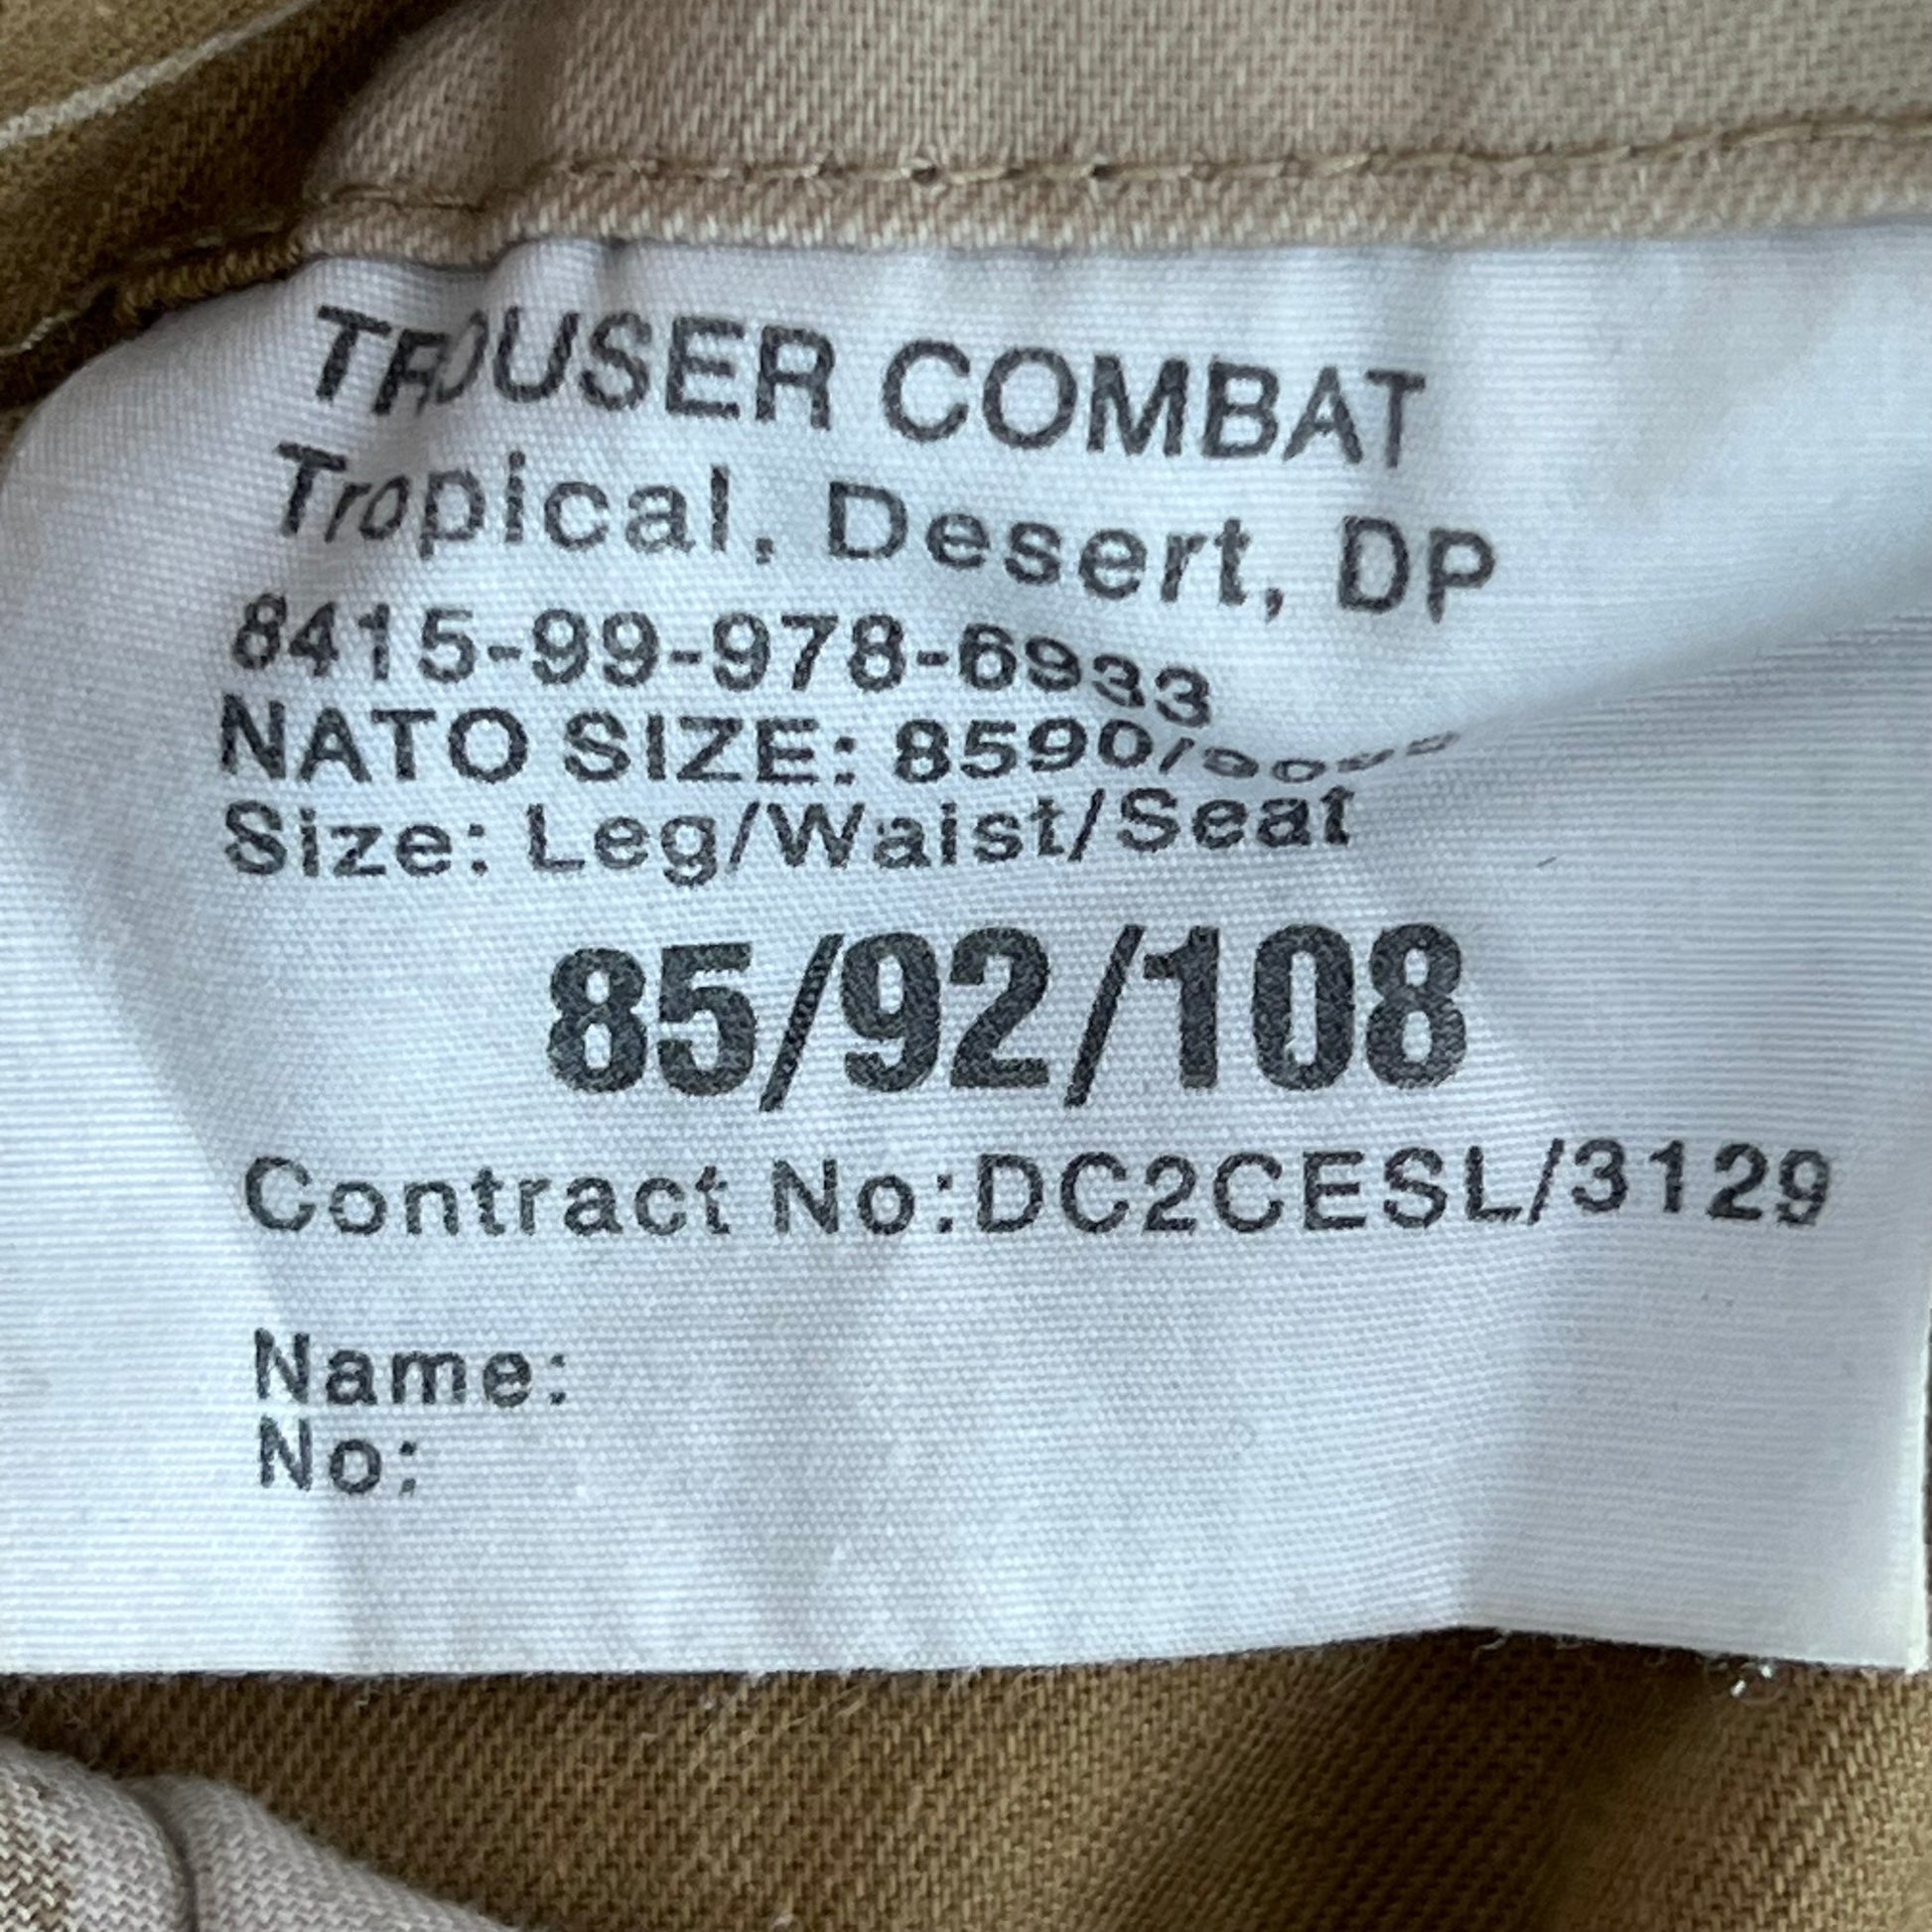 TROUSER COMBAT
Tropical, Desert, DP
8415-99-978-6933
NATO SIZE:
Size: Leg/Waist/Seat
85/92/108
Contract No:DC2CESL/3129
Name:
No: